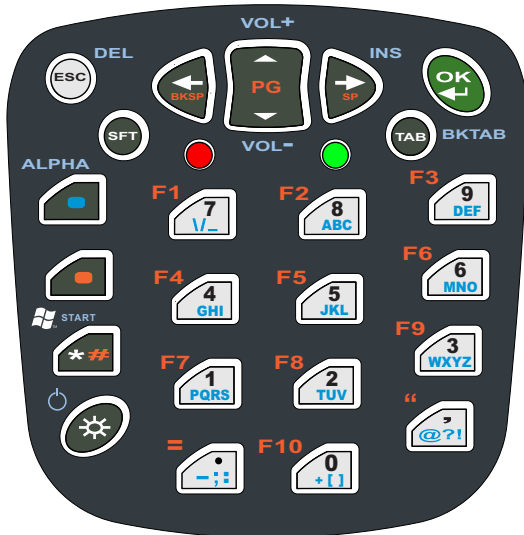 VOL+
DEL
INS
ESC
BKSP
PG
SP
OK
SFT
TAB
BKTAB
VOL-
ALPHA
F1
7
\/_
F2
8
ABC
F3
9
DEF
F4
4
GHI
F5
5
JKL
F6
6
MNO
START
*#
F7
1
PQRS
F8
2
TUV
F9
3
WXYZ
=
.
-;:
F10
0
+[]
“
,
@?!